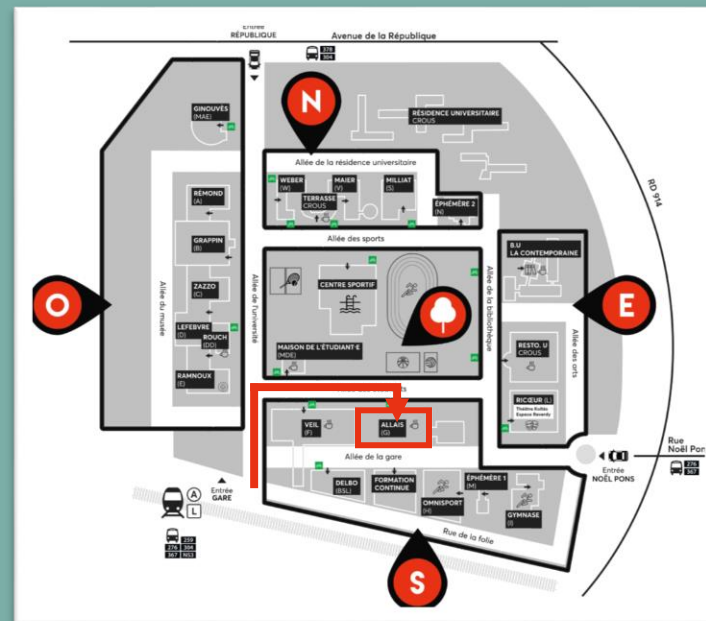 Entrée
RÉPUBLIQUE
378
304
Avenue de la République
N
GINOUVÈS
(MAE)
RÉSIDENCE UNIVERSITAIRE
CROUS
Allée de la résidence universitaire
WEBER
(W)
MAIER
(V)
MILLIAT
(S)
TERRASSE
CROUS
ÉPHÉMÈRE 2
(N)
RD 914
RÉMOND
(A)
Allée des sports
GRAPPIN
(B)
B.U
LA CONTEMPORAINE
CENTRE SPORTIF
ZAZZO
(C)
O
E
Allée du musée
Allée de l'université
Allée de la bibliothèque
Allée des arts
LEFEBVRE
(D)
ROUCH
(DD)
RAMNOUX
(E)
MAISON DE L'ÉTUDIANT·E
(MDE)
RESTO. U
CROUS
RICŒUR (L)
Théâtre Koltès
Espace Reverdy
VEIL
(F)
ALLAIS
(G)
Allée de la gare
Rue
Noël Pons
276
367
Entrée
NOËL PONS
DELBO
(BSL)
FORMATION
CONTINUE
OMNISPORT
(H)
ÉPHÉMÈRE 1
(M)
GYMNASE
(I)
Rue de la folie
Entrée
GARE
A
L
259
276 304
367 N53
S